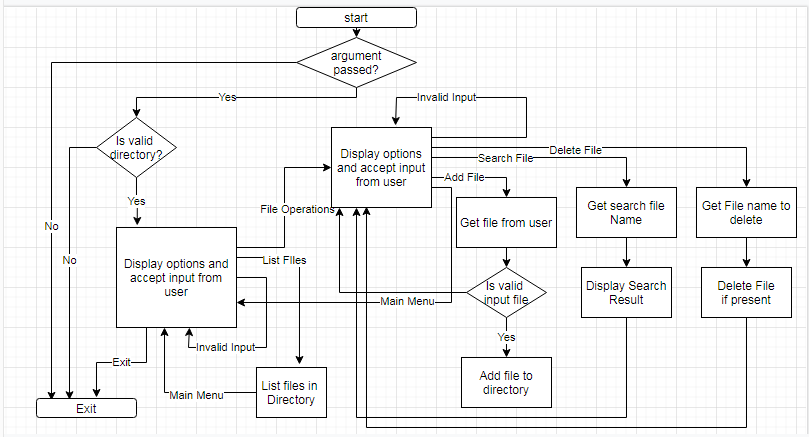 start
argument
passed?
Yes
Invalid Input
Is valid
directory?
Display options
and accept input
from user
Delete File
Search File
Add File
Yes
File Operations
Get file from user
Get search file
Name
Get File name to
delete
No
No
Display options and
accept input from
user
List FIles
Is valid
input file
Main Menu
Display Search
Result
Delete File
if present
Yes
Invalid Input
Exit
Add file to
directory
Main Menu
List files in
Directory
Exit